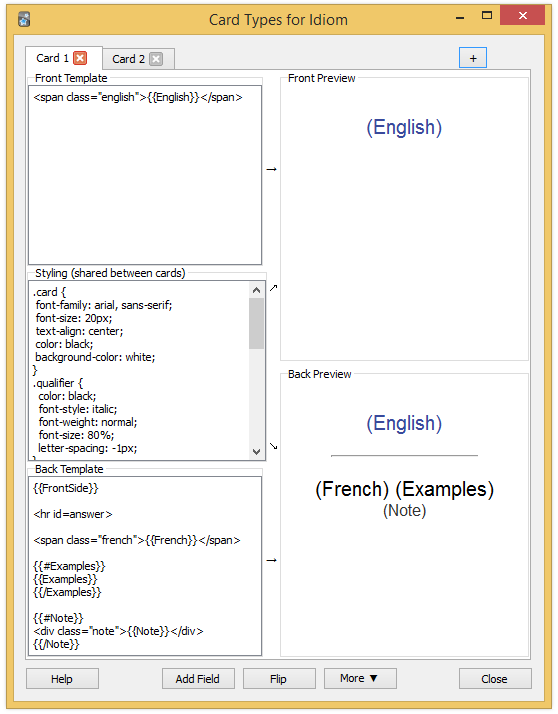 Card Types for Idiom
Card 1
Card 2
+
Front Template
<span class="english">{{English}}</span>
Styling (shared between cards)
.card {
font-family: arial, sans-serif;
font-size: 20px;
text-align: center;
color: black;
background-color: white;
}
.qualifier {
color: black;
font-style: italic;
font-weight: normal;
font-size: 80%;
letter-spacing: -1px;
Back Template
{{FrontSide}}
<hr id=answer>
<span class="french">{{French}}</span>
{{#Examples}}
{{Examples}}
{{/Examples}}
{{#Note}}
<div class="note">{{Note}}</div>
{{/Note}}
Front Preview
(English)
Back Preview
(English)
(French) (Examples)
(Note)
Help
Add Field
Flip
More ▼
Close